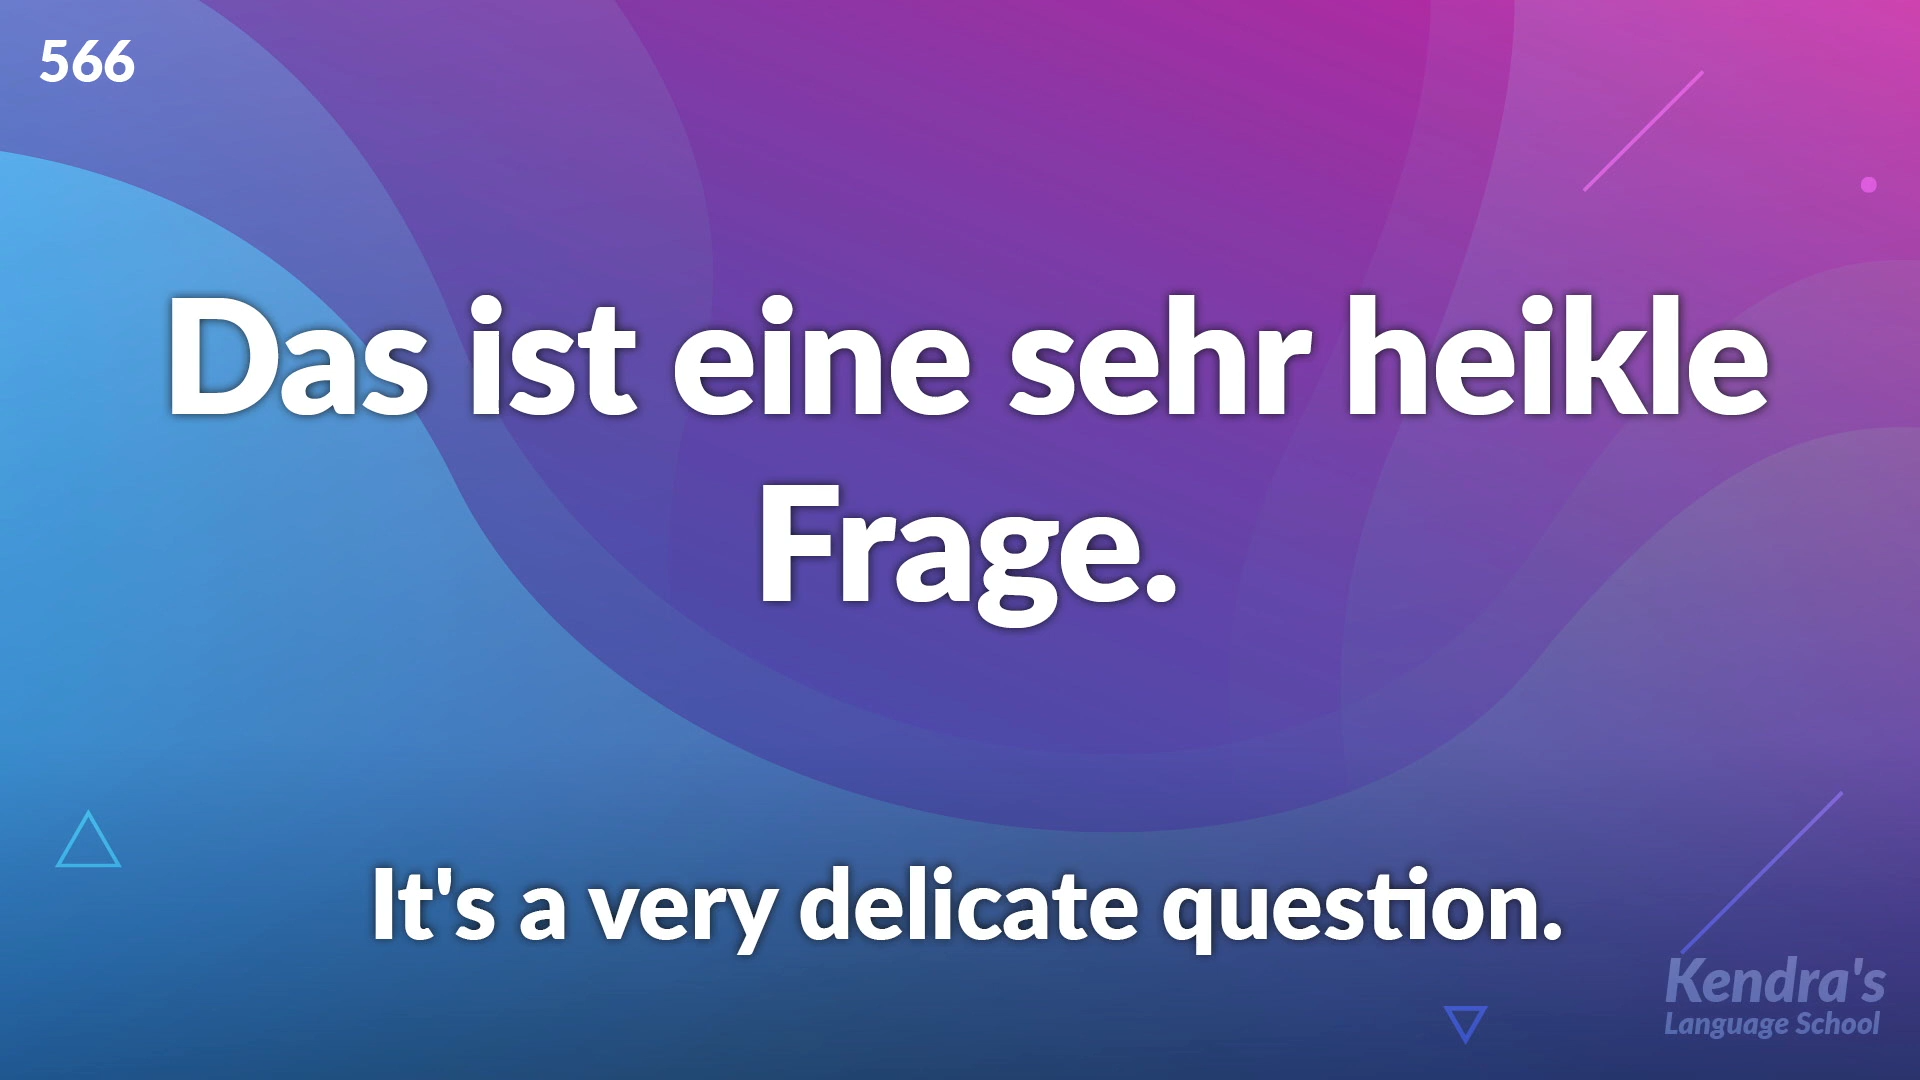 566
Das ist eine sehr heikle
Frage.
It's a very delicate question.
Kendra's
Language School